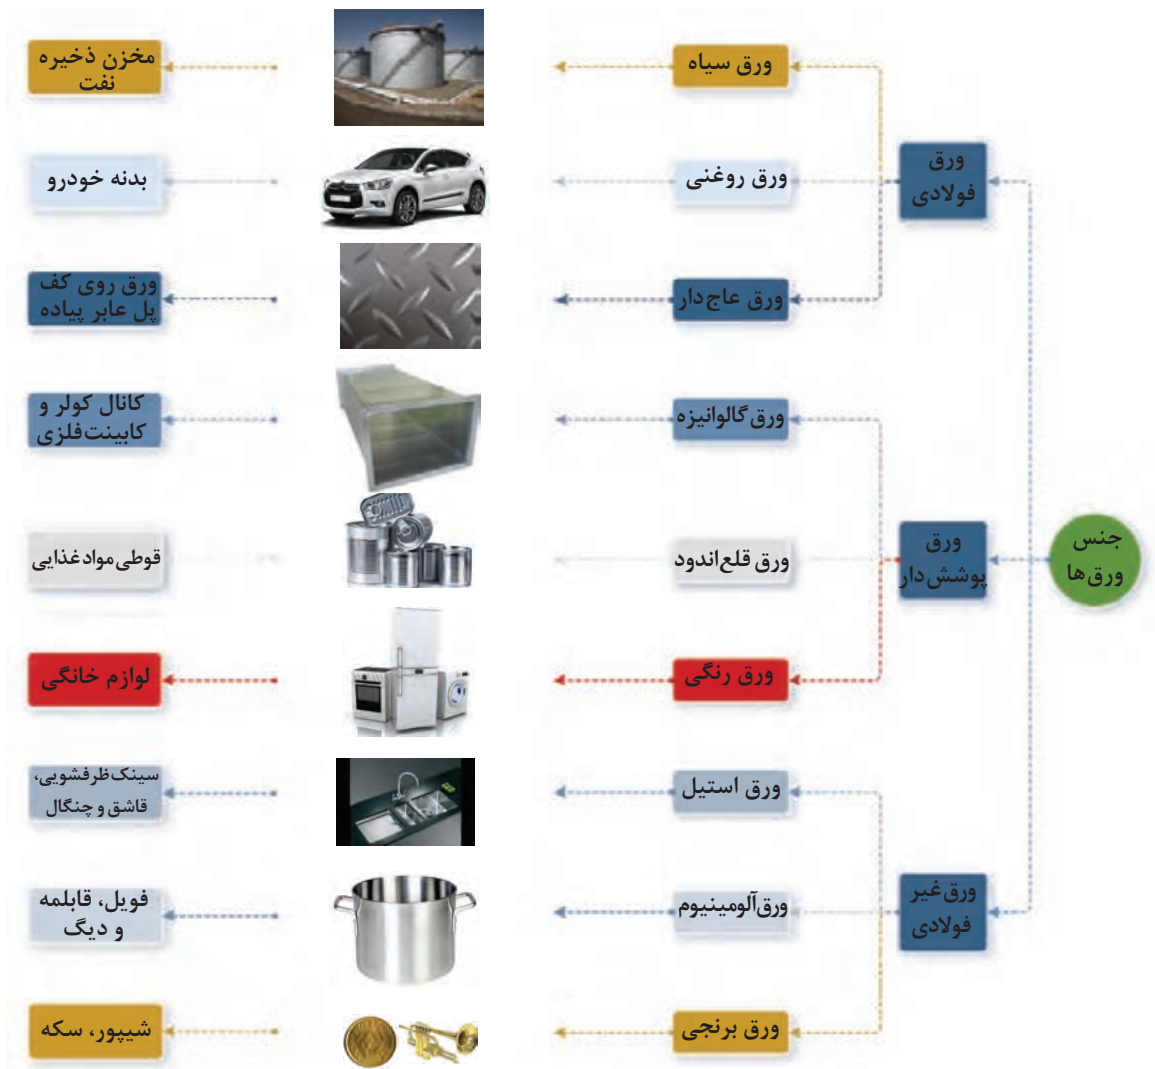 جنس
ورق‌ها
ورق
فولادی
ورق سیاه
مخزن ذخیره
نفت
ورق روغنی
بدنه خودرو
ورق عاج‌دار
ورق روی کف
پل عابر پیاده
ورق
پوشش‌دار
ورق گالوانیزه
کانال کولر و
کابینت فلزی
ورق قلع‌اندود
قوطی مواد غذایی
ورق رنگی
لوازم خانگی
ورق غیر
فولادی
ورق استیل
سینک ظرفشویی،
قاشق و چنگال
ورق آلومینیوم
فویل، قابلمه
و دیگ
ورق برنجی
شیپور، سکه